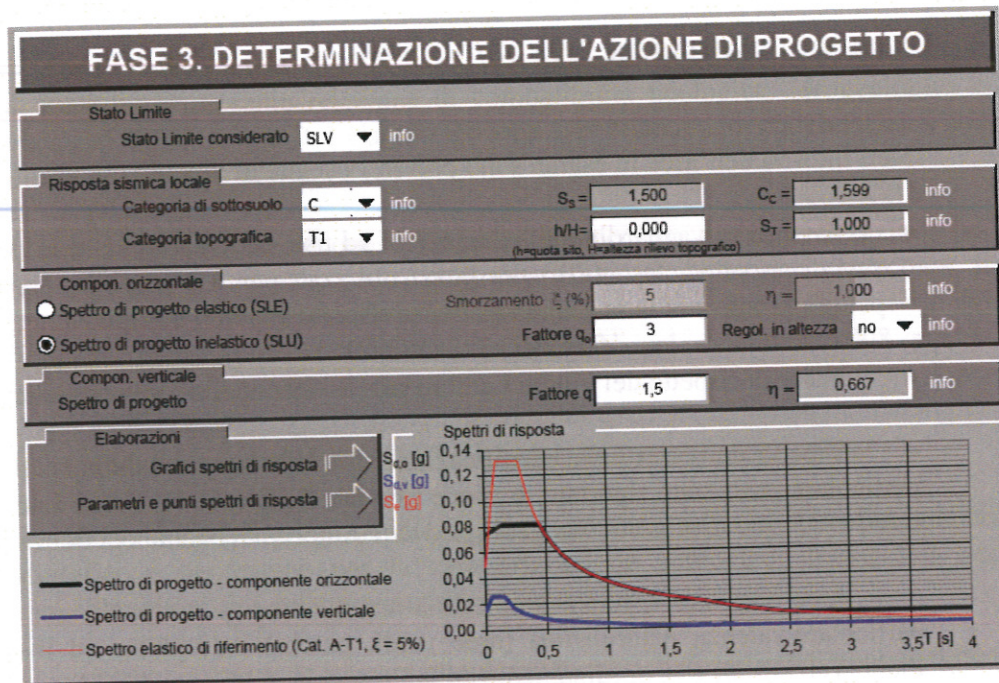 FASE 3. DETERMINAZIONE DELL'AZIONE DI PROGETTO
Stato Limite
Stato Limite considerato SLV info
Risposta sismica locale
Categoria di sottosuolo C info
S_S = 1,500 C_C = 1,599 info
Categoria topografica T1 info
h/H= 0,000 S_T = 1,000 info
(h=quota sito, H=altezza rilievo topografico)
Compon. orizzontale
Spettro di progetto elastico (SLE)
Smorzamento ξ (%) 5 η = 1,000 info
Spettro di progetto inelastico (SLU)
Fattore q_o 3 Regol. in altezza no info
Compon. verticale
Spettro di progetto
Fattore q 1,5 η = 0,667 info
Elaborazioni
Grafici spettri di risposta
Parametri e punti spettri di risposta
Spettri di risposta
S_d,o [g]
S_d,v [g]
S_e [g]
0,14
0,12
0,10
0,08
0,06
0,04
0,02
0,00
0 0,5 1 1,5 2 2,5 3 3,5 T [s] 4
Spettro di progetto - componente orizzontale
Spettro di progetto - componente verticale
Spettro elastico di riferimento (Cat. A-T1, ξ = 5%)